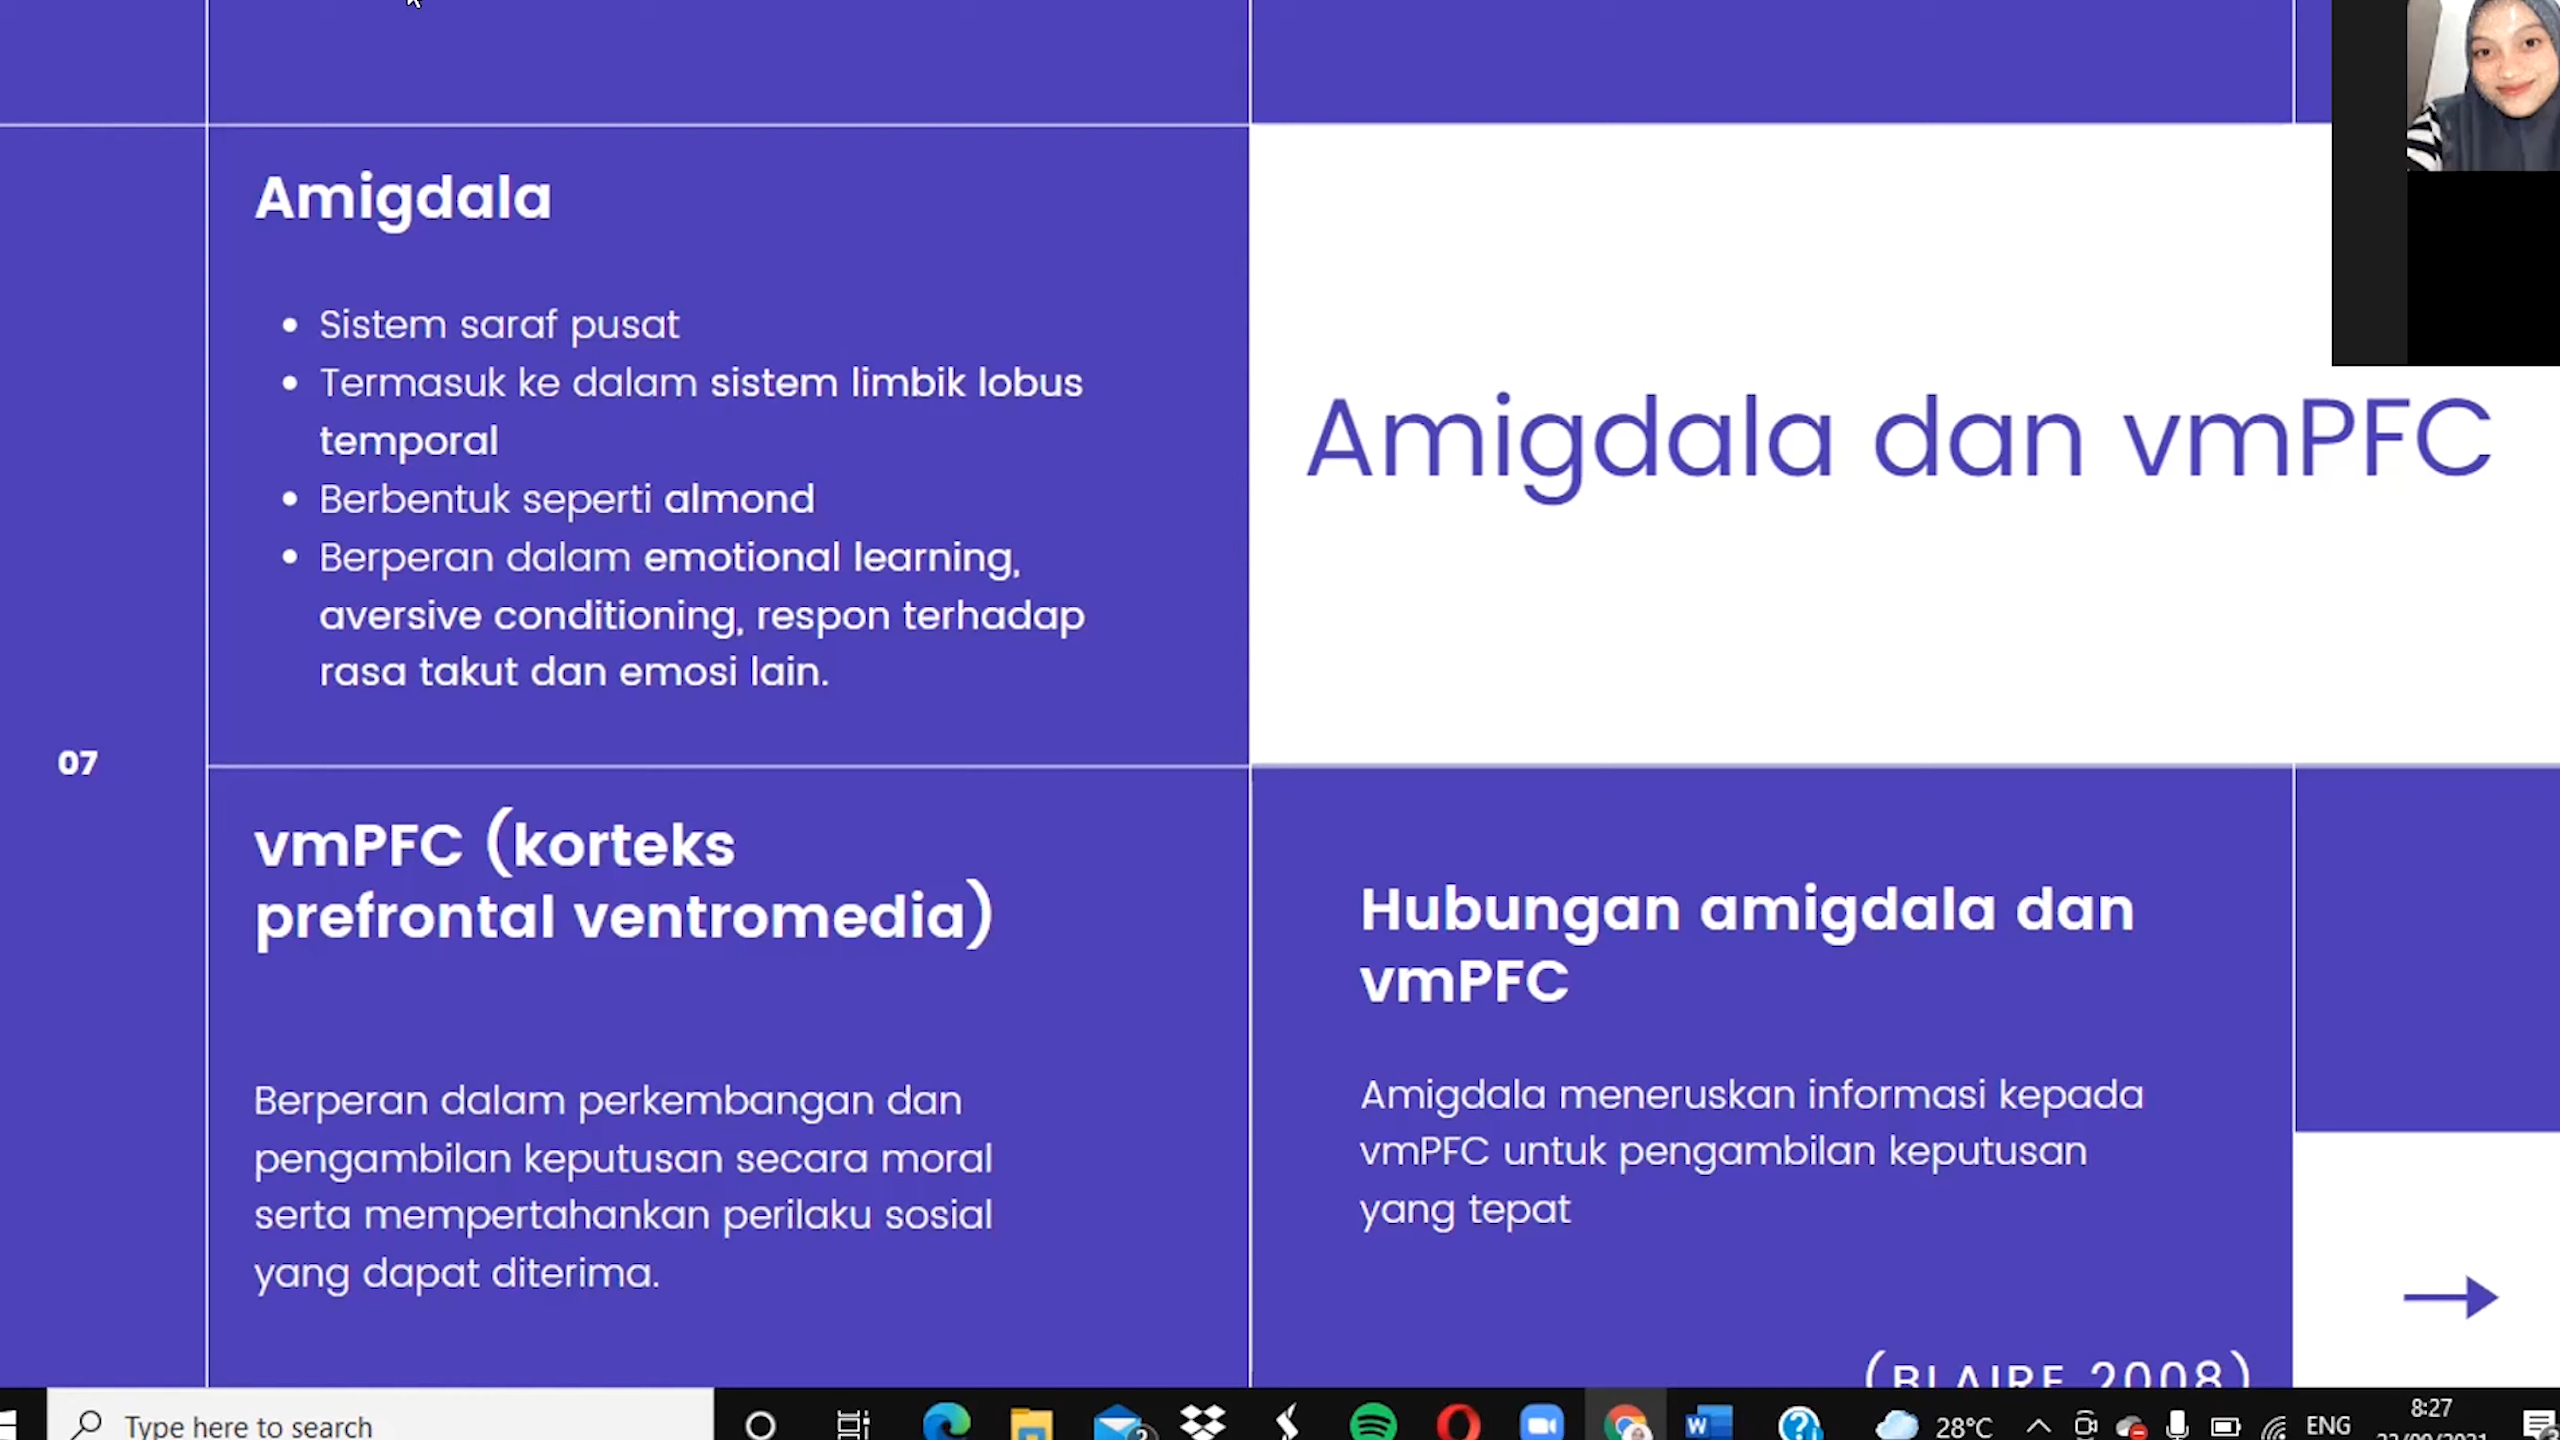 Amigdala
Sistem saraf pusat
Termasuk ke dalam sistem limbik lobus
temporal
Berbentuk seperti almond
Berperan dalam emotional learning,
aversive conditioning, respon terhadap
rasa takut dan emosi lain.
Amigdala dan vmPFC
07
vmPFC (korteks
prefrontal ventromedia)
Berperan dalam perkembangan dan
pengambilan keputusan secara moral
serta mempertahankan perilaku sosial
yang dapat diterima.
Hubungan amigdala dan
vmPFC
Amigdala meneruskan informasi kepada
vmPFC untuk pengambilan keputusan
yang tepat
(BLAIRE 2008)
Type here to search
28°C
ENG
8:27